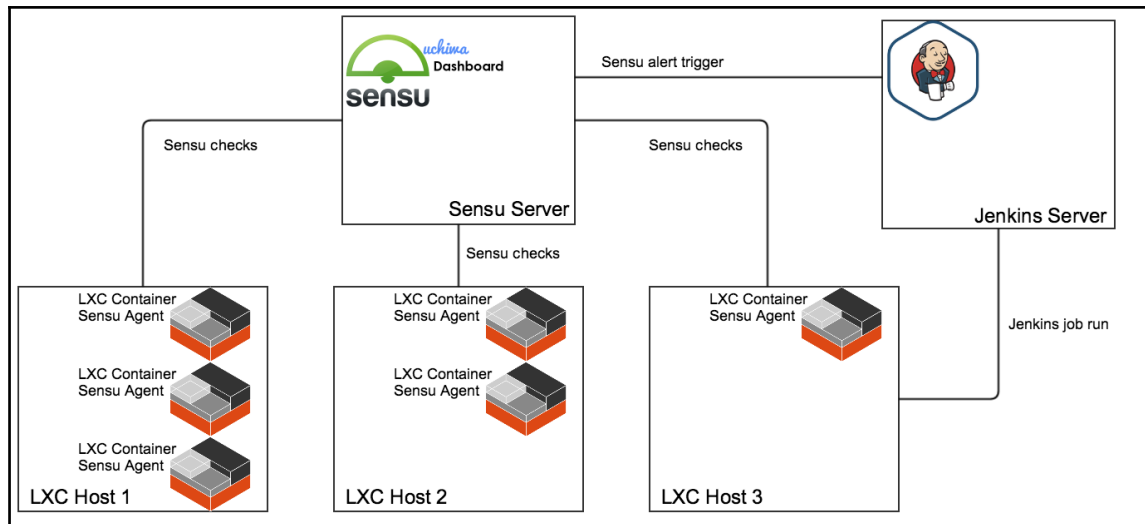 uchiwa
Dashboard
sensu
Sensu alert trigger
Sensu checks
Sensu checks
Sensu Server
Jenkins Server
Sensu checks
LXC Container
Sensu Agent
LXC Container
Sensu Agent
LXC Container
Sensu Agent
LXC Host 1
LXC Container
Sensu Agent
LXC Container
Sensu Agent
LXC Host 2
LXC Container
Sensu Agent
LXC Host 3
Jenkins job run